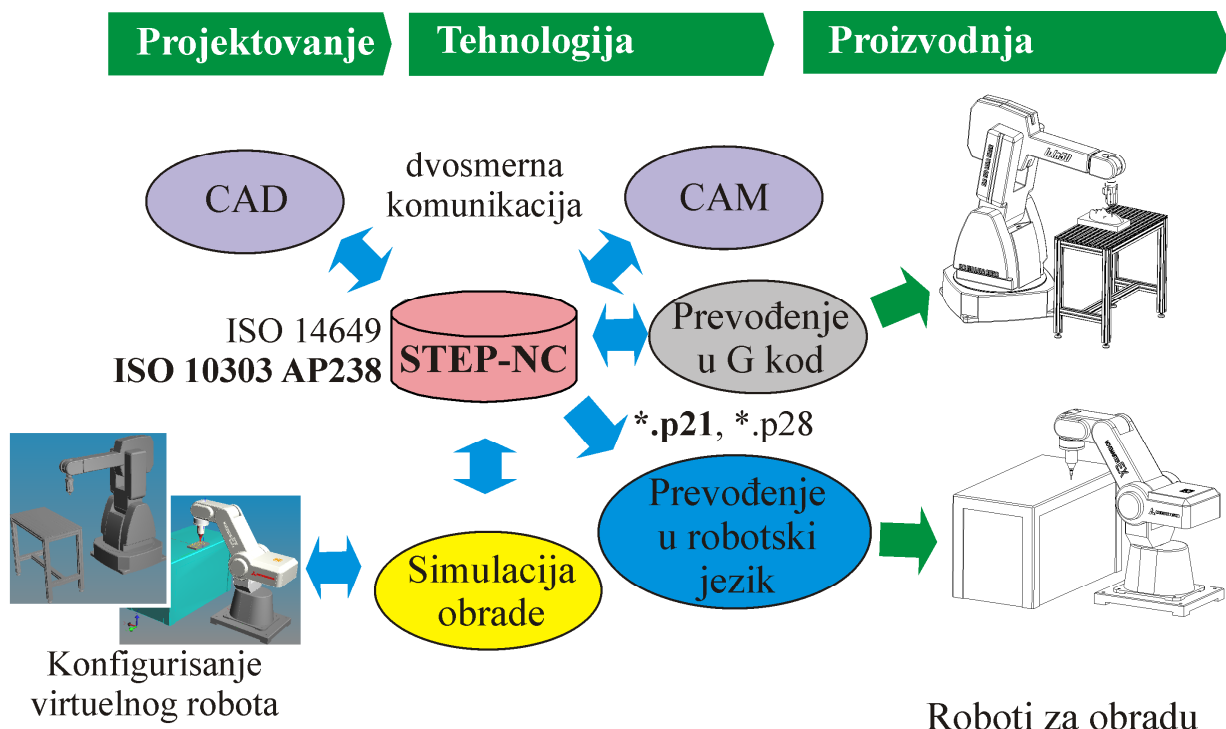 Projektovanje
Tehnologija
Proizvodnja
CAD
dvosmerna
komunikacija
CAM
ISO 14649
ISO 10303 AP238
STEP-NC
Prevođenje
u G kod
*.p21, *.p28
Prevođenje
u robotski
jezik
Simulacija
obrade
Konfigurisanje
virtuelnog robota
Roboti za obradu